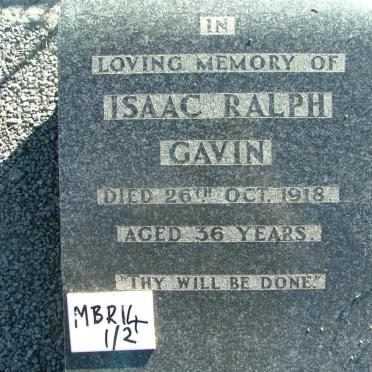 IN
LOVING MEMORY OF
ISAAC RALPH
GAVIN
DIED 26TH OCT. 1918.
AGED 36 YEARS.
"THY WILL BE DONE."
MBR14
1/2